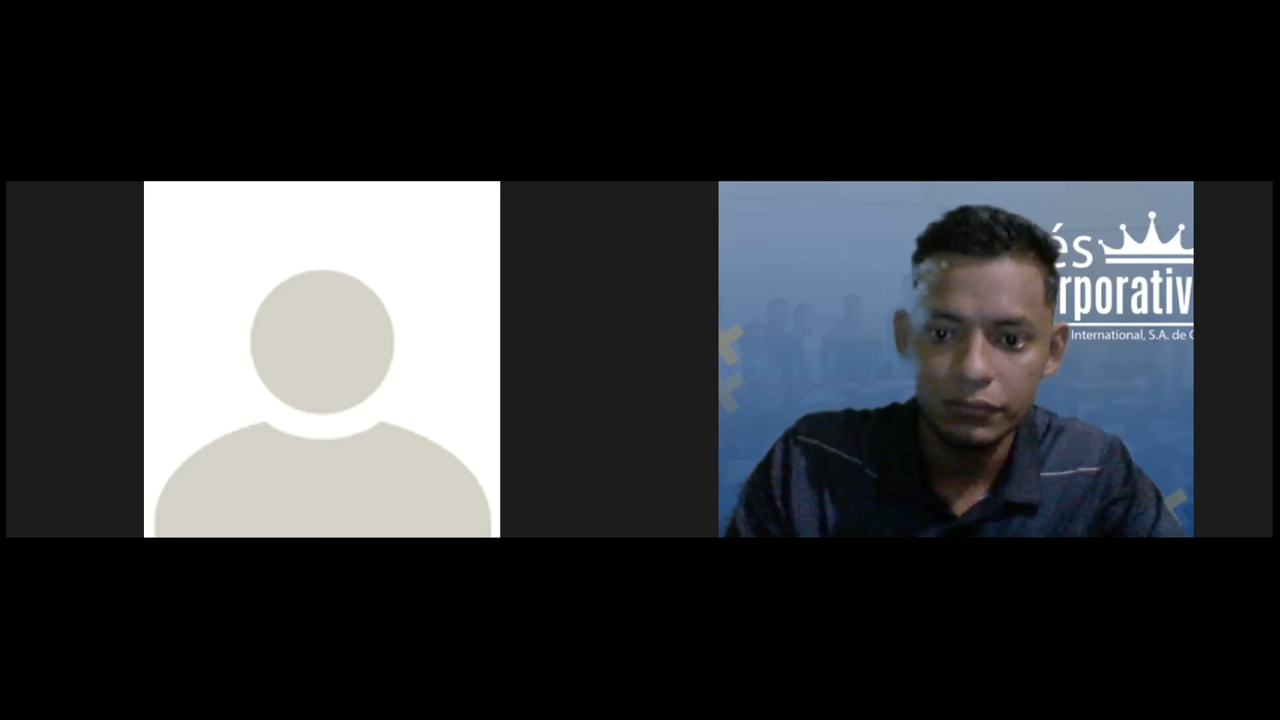 és
rporativ
International, S.A. de C